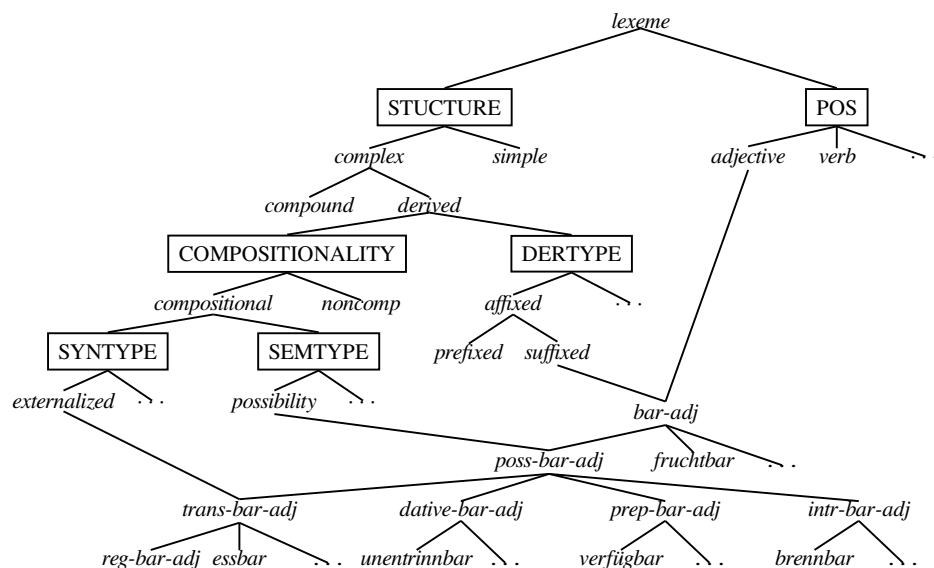 lexeme
STUCTURE POS
complex simple adjective verb . . .
compound derived
COMPOSITIONALITY DERTYPE
compositional noncomp affixed . . .
SYNTYPE SEMTYPE prefixed suffixed
externalized . . . possibility . . . bar-adj
poss-bar-adj fruchtbar . . .
trans-bar-adj dative-bar-adj prep-bar-adj intr-bar-adj
reg-bar-adj essbar . . . unentrinnbar . . . verfügbar . . . brennbar . . .